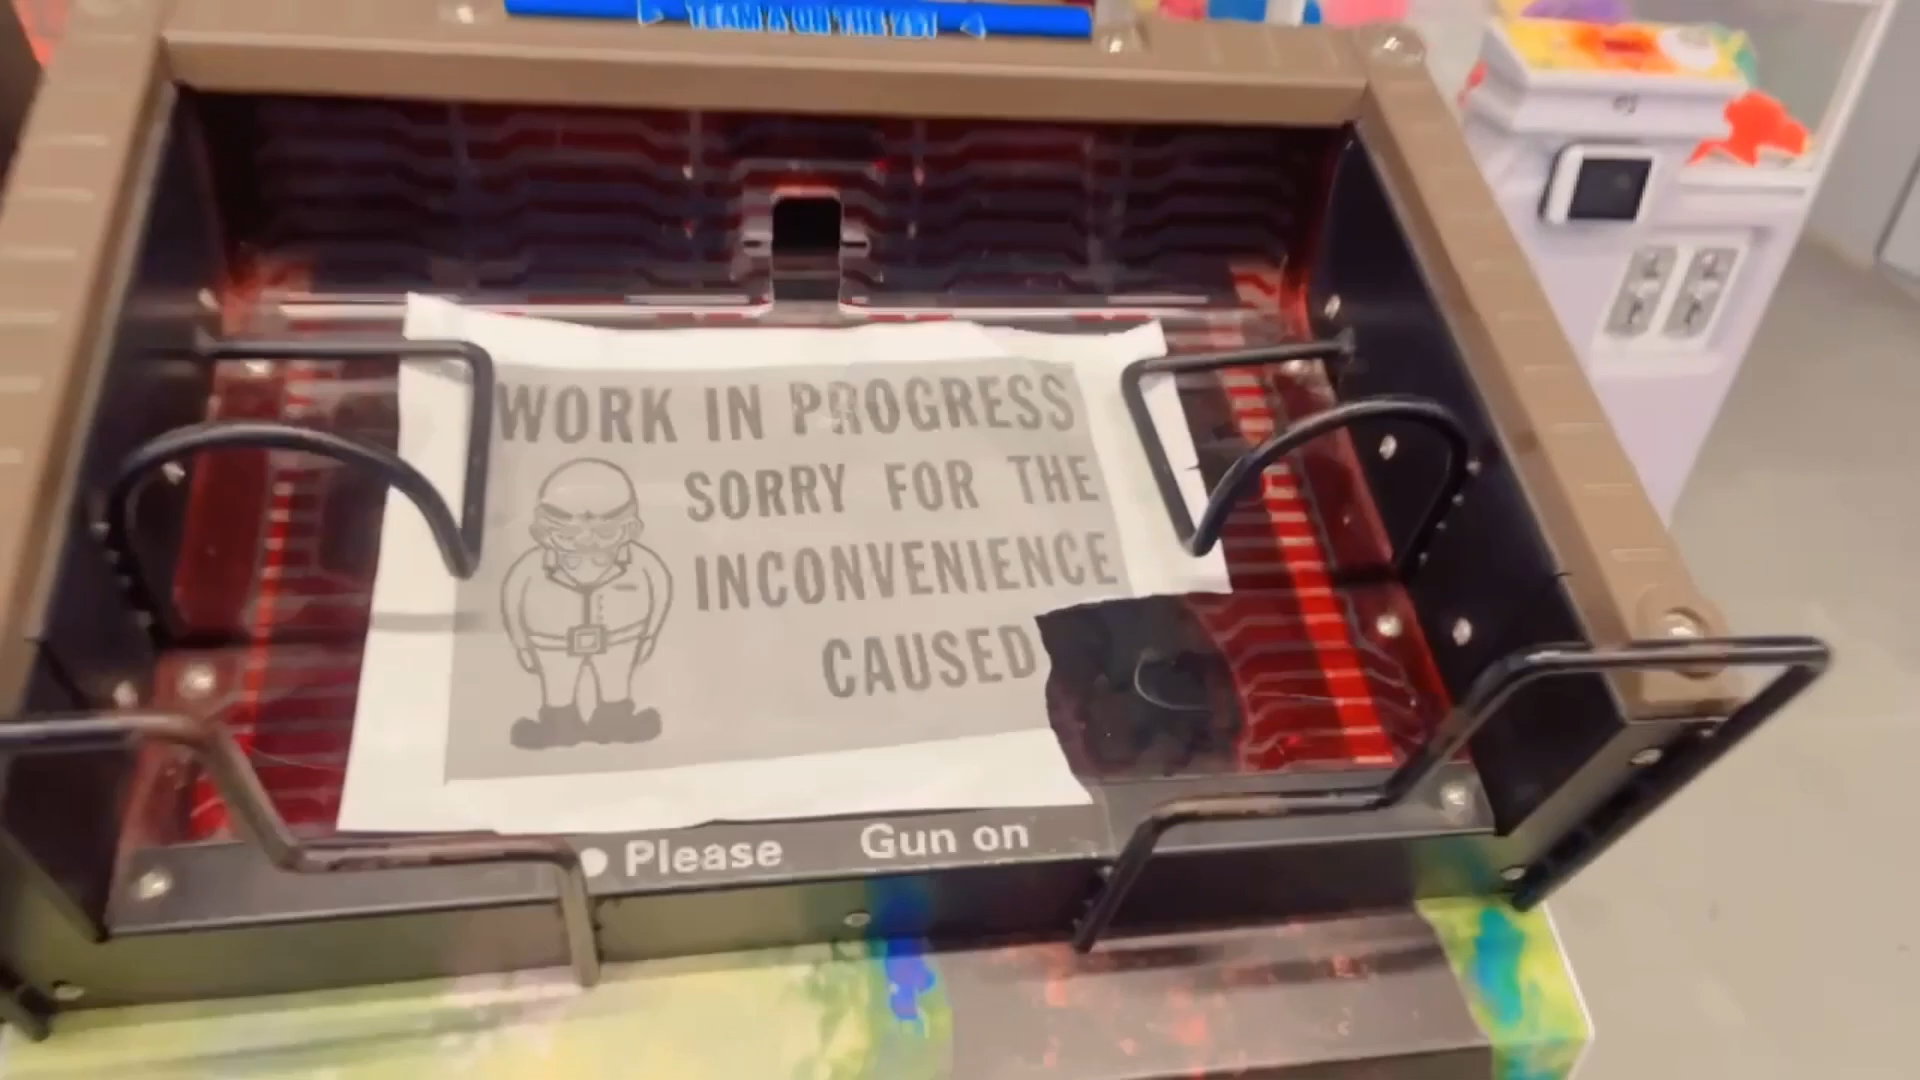 WORK IN PROGRESS
SORRY FOR THE
INCONVENIENCE
CAUSED
Please Gun on